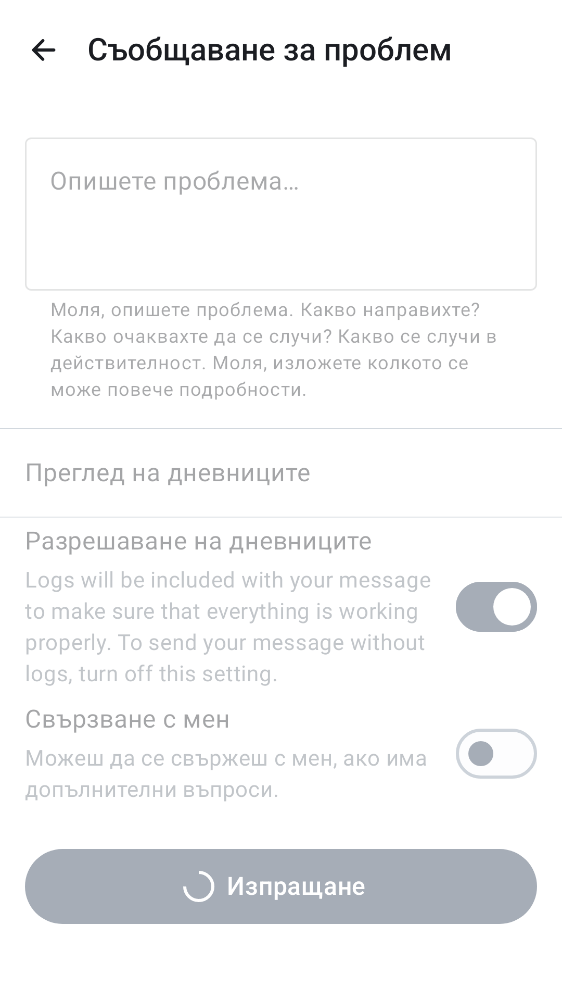 Съобщаване за проблем
Опишете проблема…
Моля, опишете проблема. Какво направихте?
Какво очаквахте да се случи? Какво се случи в
действителност. Моля, изложете колкото се
може повече подробности.
Преглед на дневниците
Разрешаване на дневниците
Logs will be included with your message
to make sure that everything is working
properly. To send your message without
logs, turn off this setting.
Свързване с мен
Можеш да се свържеш с мен, ако има
допълнителни въпроси.
Изпращане